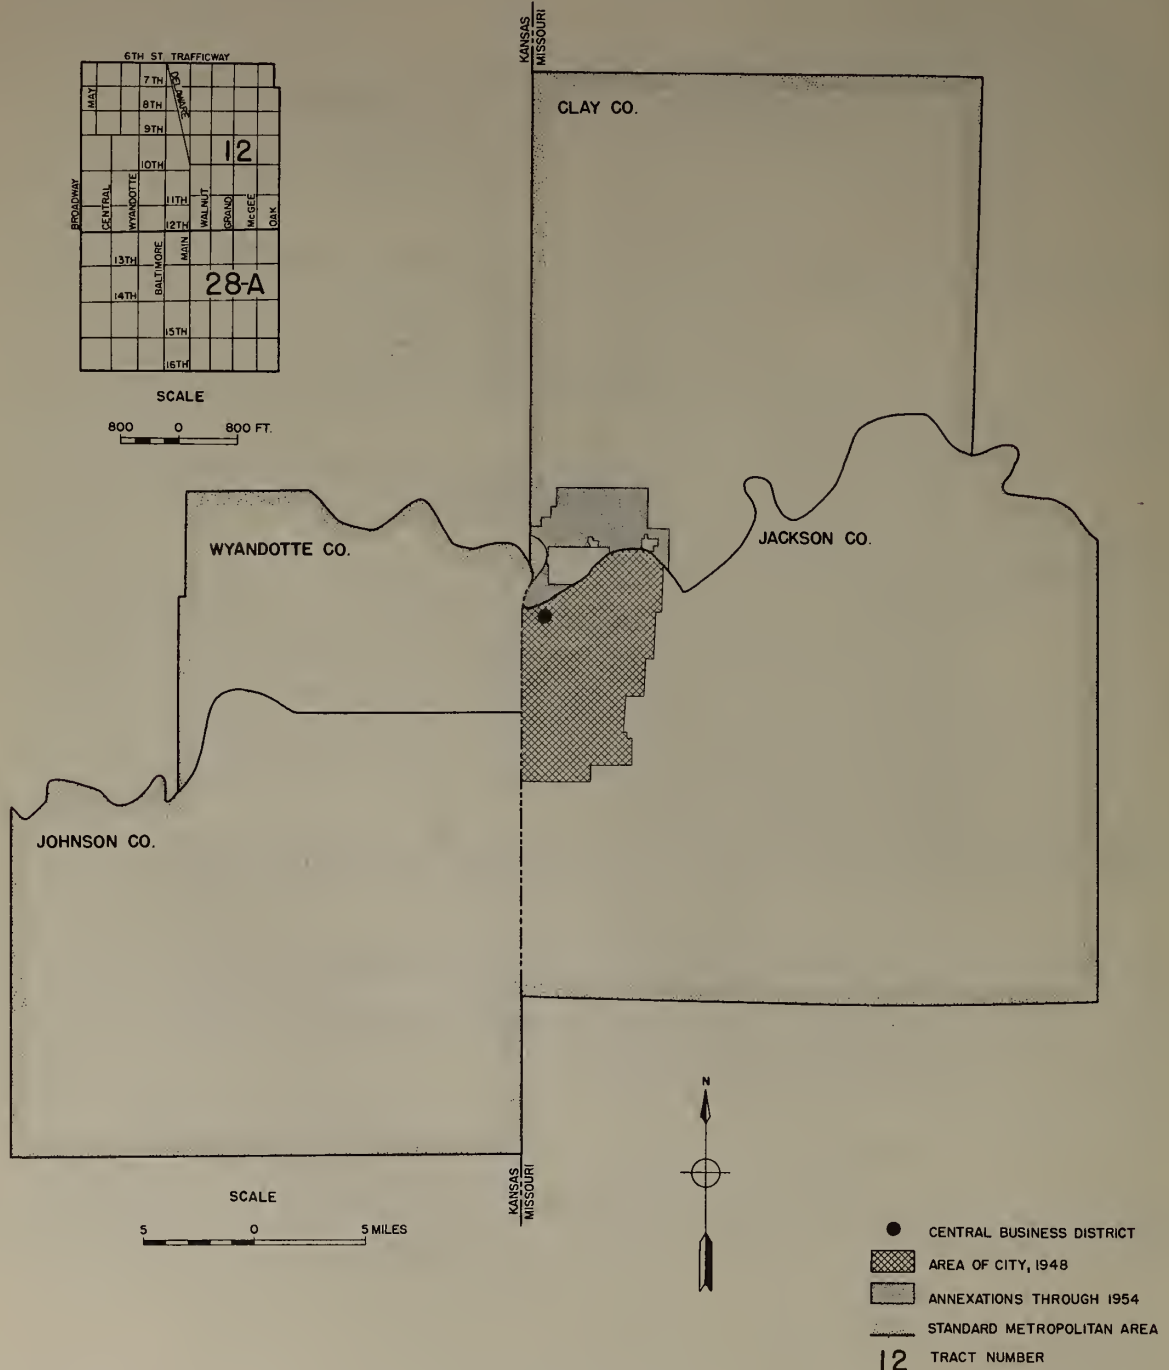 KANSAS
MISSOURI
6TH ST. TRAFFICWAY
7TH
DELAWARE
MAY
8TH
9TH
12
10TH
BROADWAY
CENTRAL
WYANDOTTE
11TH
WALNUT
GRAND
McGEE
OAK
12TH
MAIN
13TH
BALTIMORE
28-A
14TH
15TH
16TH
SCALE
800 0 800 FT.
CLAY CO.
WYANDOTTE CO.
JACKSON CO.
JOHNSON CO.
N
SCALE
5 0 5 MILES
KANSAS
MISSOURI
CENTRAL BUSINESS DISTRICT
AREA OF CITY, 1948
ANNEXATIONS THROUGH 1954
STANDARD METROPOLITAN AREA
12 TRACT NUMBER